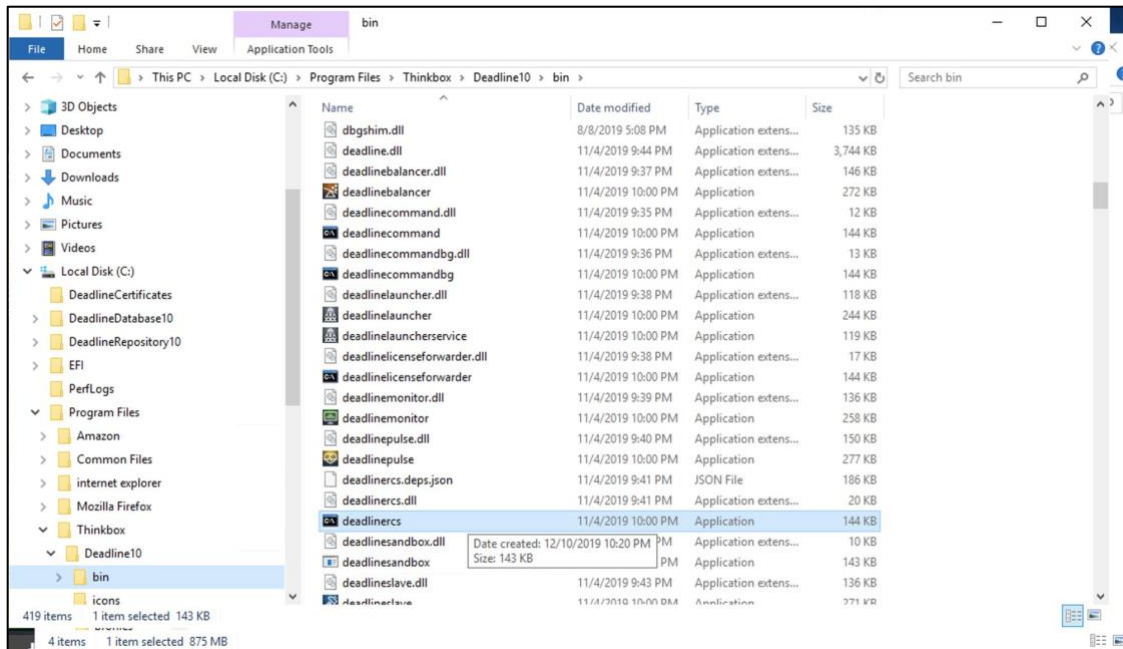 Manage bin
File Home Share View Application Tools
This PC > Local Disk (C:) > Program Files > Thinkbox > Deadline10 > bin > Search bin
3D Objects
Desktop
Documents
Downloads
Music
Pictures
Videos
Local Disk (C:)
DeadlineCertificates
DeadlineDatabase10
DeadlineRepository10
EFI
PerfLogs
Program Files
Amazon
Common Files
internet explorer
Mozilla Firefox
Thinkbox
Deadline10
bin
icons
Name Date modified Type Size
dbgshim.dll 8/8/2019 5:08 PM Application extens... 135 KB
deadline.dll 11/4/2019 9:44 PM Application extens... 3,744 KB
deadlinebalancer.dll 11/4/2019 9:37 PM Application extens... 146 KB
deadlinebalancer 11/4/2019 10:00 PM Application 272 KB
deadlinecommand.dll 11/4/2019 9:35 PM Application extens... 12 KB
deadlinecommand 11/4/2019 10:00 PM Application 144 KB
deadlinecommandbg.dll 11/4/2019 9:36 PM Application extens... 13 KB
deadlinecommandbg 11/4/2019 10:00 PM Application 144 KB
deadlinelauncher.dll 11/4/2019 9:38 PM Application extens... 118 KB
deadlinelauncher 11/4/2019 10:00 PM Application 244 KB
deadlinelauncherservice 11/4/2019 10:00 PM Application 119 KB
deadlinelicenseforwarder.dll 11/4/2019 9:38 PM Application extens... 17 KB
deadlinelicenseforwarder 11/4/2019 10:00 PM Application 144 KB
deadlinemonitor.dll 11/4/2019 9:39 PM Application extens... 136 KB
deadlinemonitor 11/4/2019 10:00 PM Application 258 KB
deadlinepulse.dll 11/4/2019 9:40 PM Application extens... 150 KB
deadlinepulse 11/4/2019 10:00 PM Application 277 KB
deadlinercs.deps.json 11/4/2019 9:41 PM JSON File 186 KB
deadlinercs.dll 11/4/2019 9:41 PM Application extens... 20 KB
deadlinercs 11/4/2019 10:00 PM Application 144 KB
deadlinesandbox.dll PM Application extens... 10 KB
deadlinesandbox PM Application 143 KB
Date created: 12/10/2019 10:20 PM
Size: 143 KB
deadlineslave.dll 11/4/2019 9:43 PM Application extens... 136 KB
deadlineslave 11/4/2019 10:00 PM Application 271 KB
419 items 1 item selected 143 KB
4 items 1 item selected 875 MB